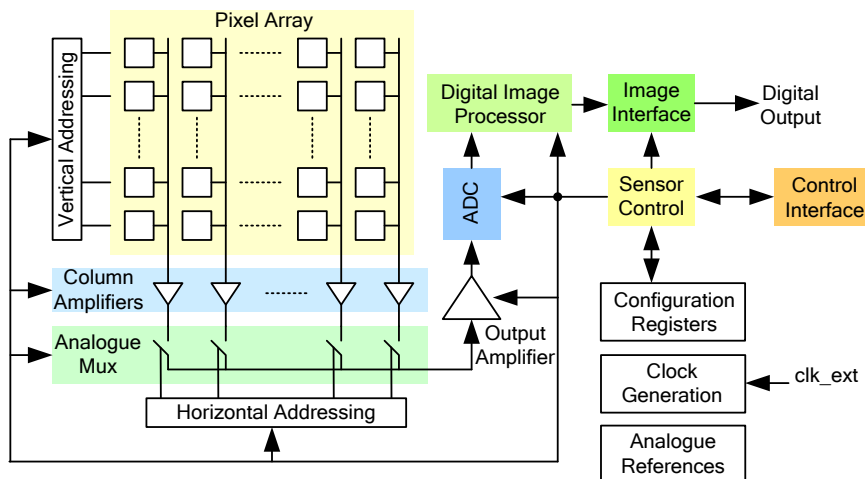 Pixel Array
Vertical Addressing
Digital Image
Processor
Image
Interface
Digital
Output
ADC
Sensor
Control
Control
Interface
Column
Amplifiers
Output
Amplifier
Configuration
Registers
Analogue
Mux
Clock
Generation
clk_ext
Horizontal Addressing
Analogue
References